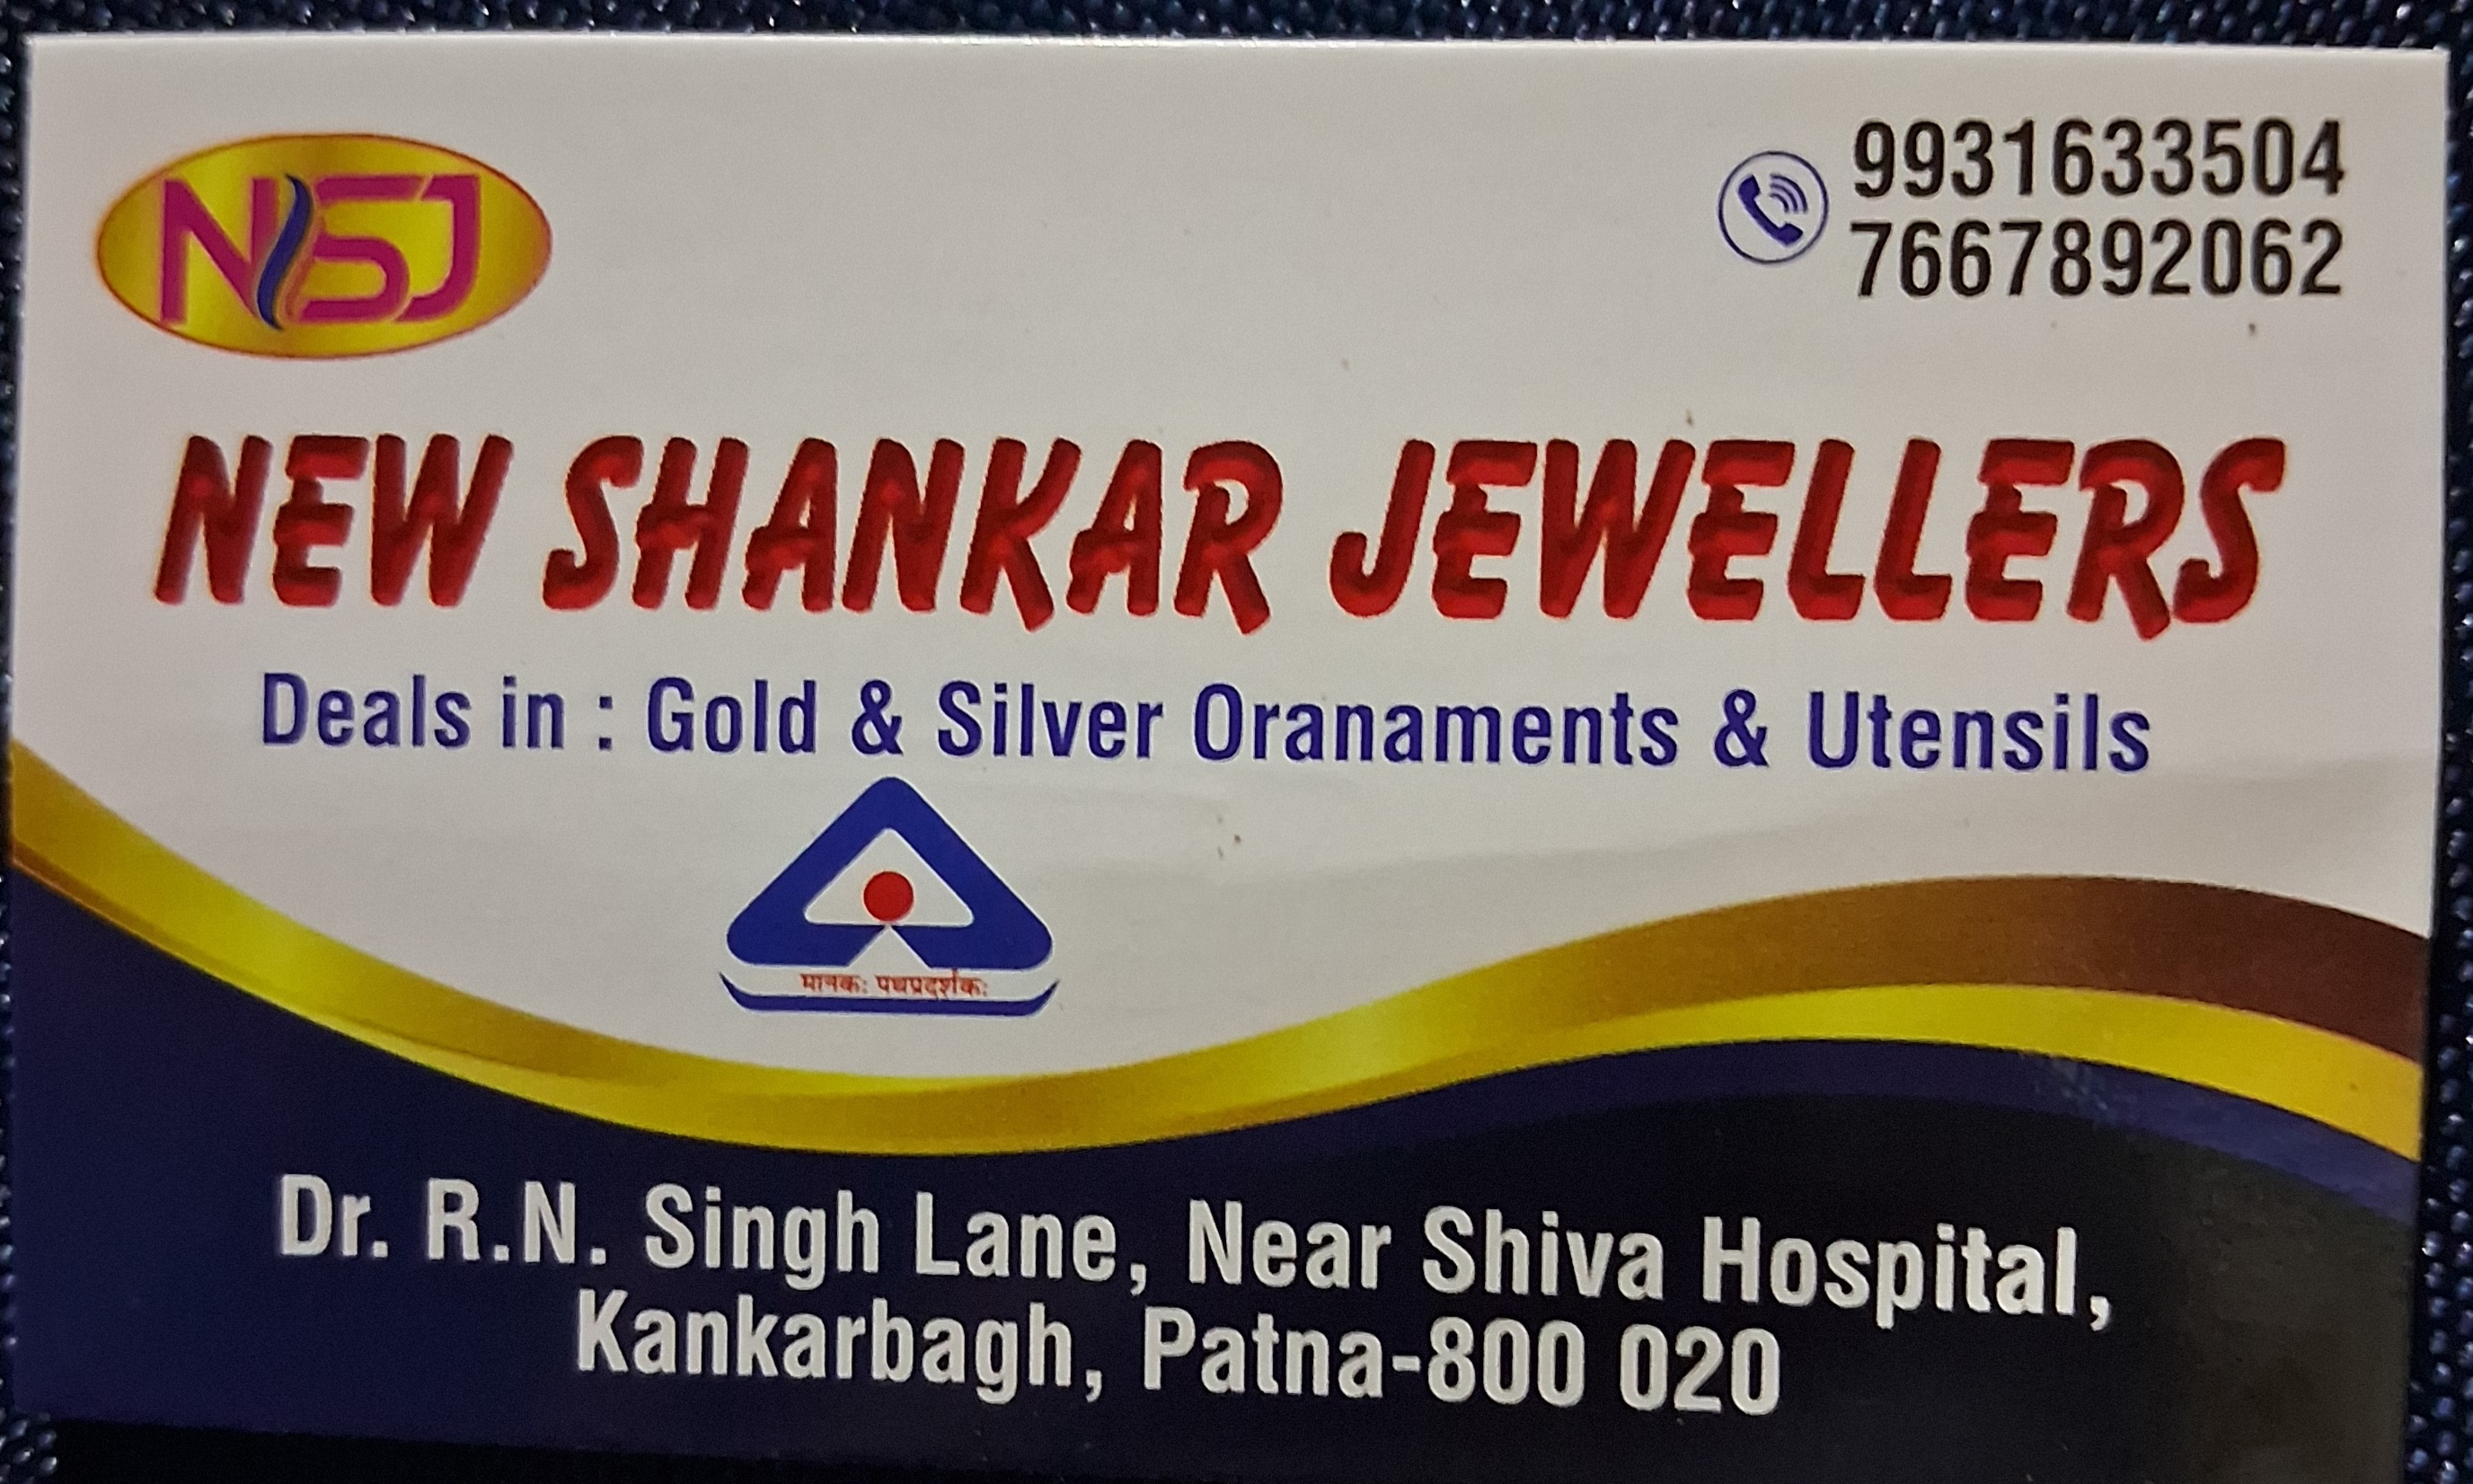 NSJ
9931633504
7667892062
NEW SHANKAR JEWELLERS
Deals in : Gold & Silver Oranaments & Utensils
मानकः पथप्रदर्शकः
Dr. R.N. Singh Lane, Near Shiva Hospital,
Kankarbagh, Patna-800 020